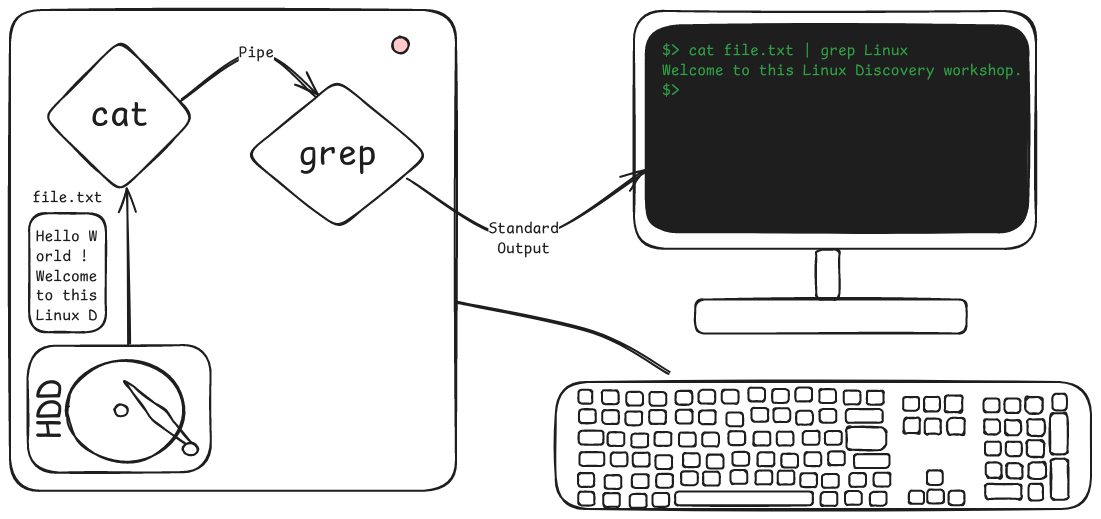 Pipe
cat
grep
file.txt
Hello W
orld !
Welcome
to this
Linux D
HDD
Standard
Output
$> cat file.txt | grep Linux
Welcome to this Linux Discovery workshop.
$>